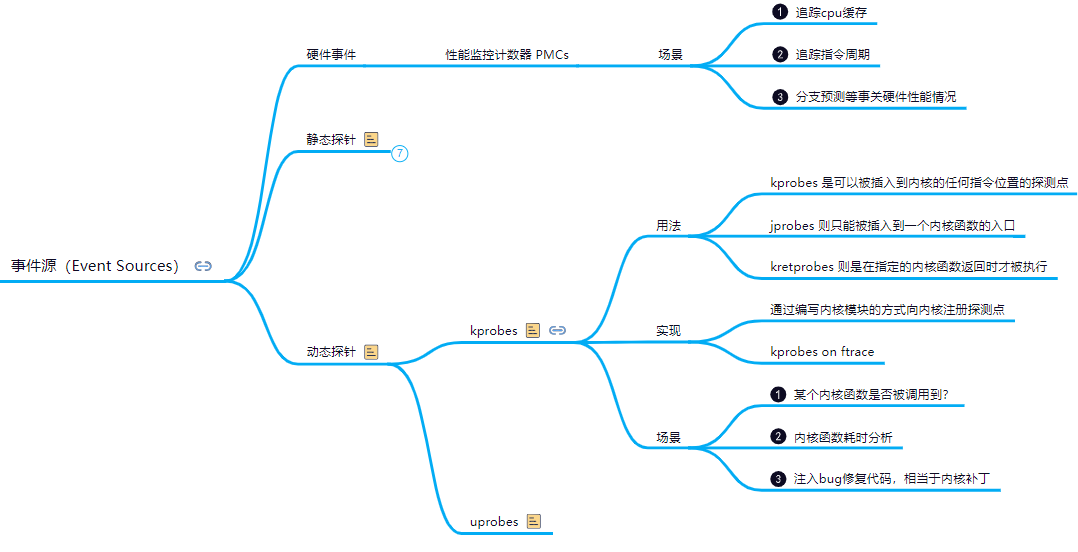 事件源（Event Sources）
硬件事件
性能监控计数器 PMCs
场景
1 追踪cpu缓存
2 追踪指令周期
3 分支预测等事关硬件性能情况
静态探针
7
动态探针
kprobes
用法
kprobes 是可以被插入到内核的任何指令位置的探测点
jprobes 则只能被插入到一个内核函数的入口
kretprobes 则是在指定的内核函数返回时才被执行
实现
通过编写内核模块的方式向内核注册探测点
kprobes on ftrace
场景
1 某个内核函数是否被调用到?
2 内核函数耗时分析
3 注入bug修复代码，相当于内核补丁
uprobes